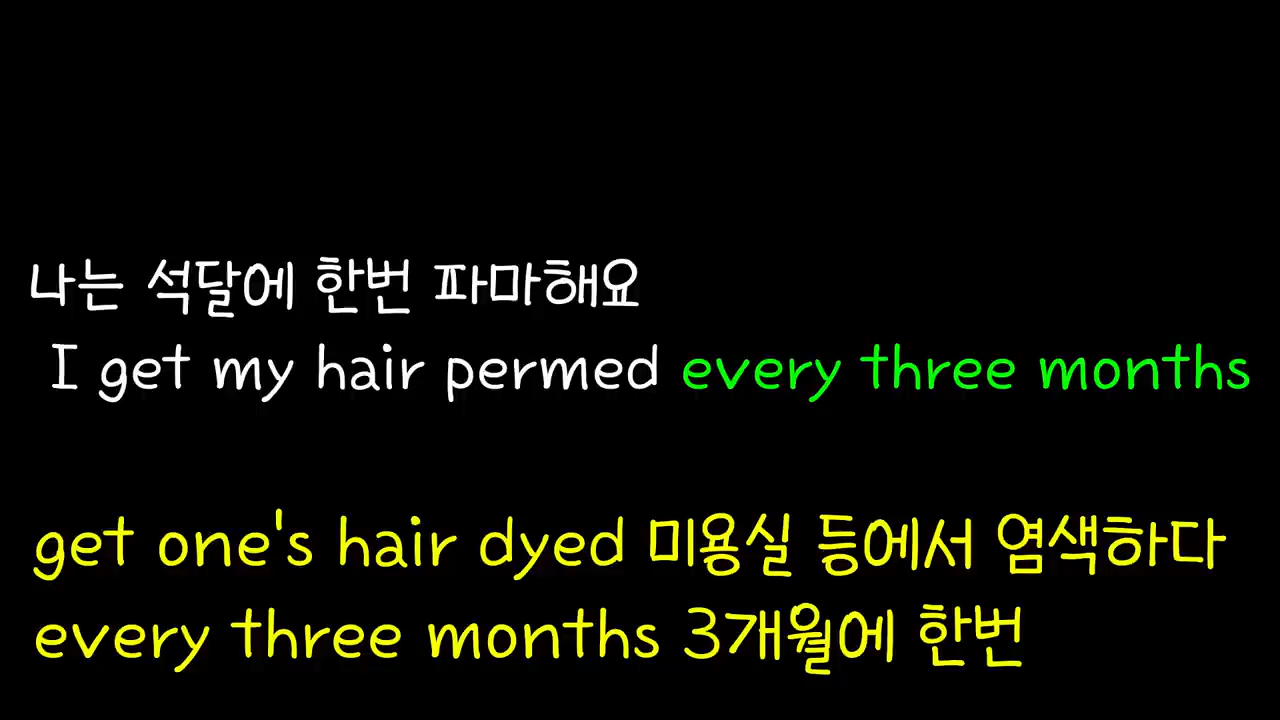 나는 석달에 한번 파마해요
I get my hair permed every three months
get one's hair dyed 미용실 등에서 염색하다
every three months 3개월에 한번